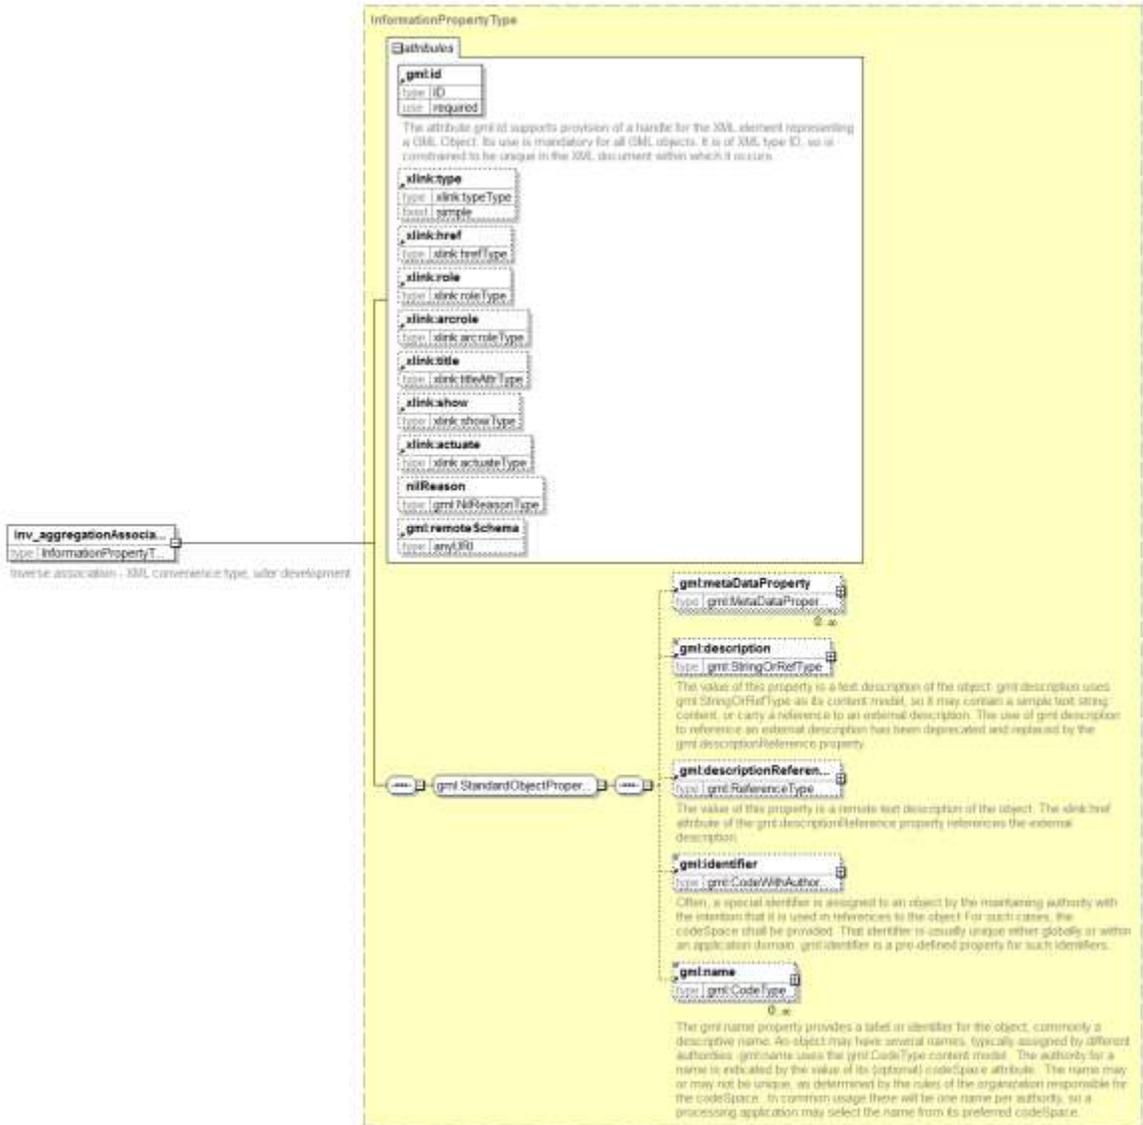 InformationPropertyType
attributes
gml:id
type ID
use required
The attribute gml:id supports provision of a handle for the XML element representing
a GML Object. Its use is mandatory for all GML objects. It is of XML type ID, so is
constrained to be unique in the XML document within which it occurs.
xlink:type
type xlink:typeType
fixed simple
xlink:href
type xlink:hrefType
xlink:role
type xlink:roleType
xlink:arcrole
type xlink:arcroleType
xlink:title
type xlink:titleAttrType
xlink:show
type xlink:showType
xlink:actuate
type xlink:actuateType
nilReason
type gml:NilReasonType
gml:remoteSchema
type anyURI
inv_aggregationAssocia...
type InformationPropertyT...
Inverse association - XML convenience type, uder development
gml:metaDataProperty
type gml:MetaDataProper...
0..∞
gml:description
type gml:StringOrRefType
The value of this property is a text description of the object. gml:description uses
gml:StringOrRefType as its content model, so it may contain a simple text string
content, or carry a reference to an external description. The use of gml:description
to reference an external description has been deprecated and replaced by the
gml:descriptionReference property.
gml:StandardObjectProper...
gml:descriptionReferen...
type gml:ReferenceType
The value of this property is a remote text description of the object. The xlink:href
attribute of the gml:descriptionReference property references the external
description.
gml:identifier
type gml:CodeWithAuthor...
Often, a special identifier is assigned to an object by the maintaining authority with
the intention that it is used in references to the object For such cases, the
codeSpace shall be provided. That identifier is usually unique either globally or within
an application domain. gml:identifier is a pre-defined property for such identifiers.
gml:name
type gml:CodeType
0..∞
The gml:name property provides a label or identifier for the object, commonly a
descriptive name. An object may have several names, typically assigned by different
authorities. gml:name uses the gml:CodeType content model. The authority for a
name is indicated by the value of its (optional) codeSpace attribute. The name may
or may not be unique, as determined by the rules of the organization responsible for
the codeSpace. In common usage there will be one name per authority, so a
processing application may select the name from its preferred codeSpace.